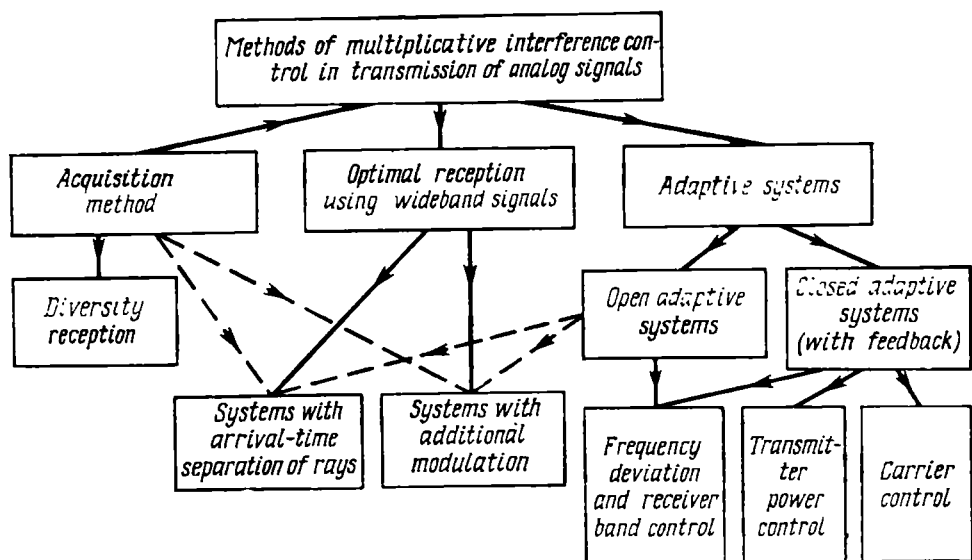 Methods of multiplicative interference con-
trol in transmission of analog signals
Acquisition
method
Optimal reception
using wideband signals
Adaptive systems
Diversity
reception
Open adaptive
systems
Closed adaptive
systems
(with feedback)
Systems with
arrival-time
separation of rays
Systems with
additional
modulation
Frequency
deviation
and receiver
band control
Transmit-
ter
power
control
Carrier
control